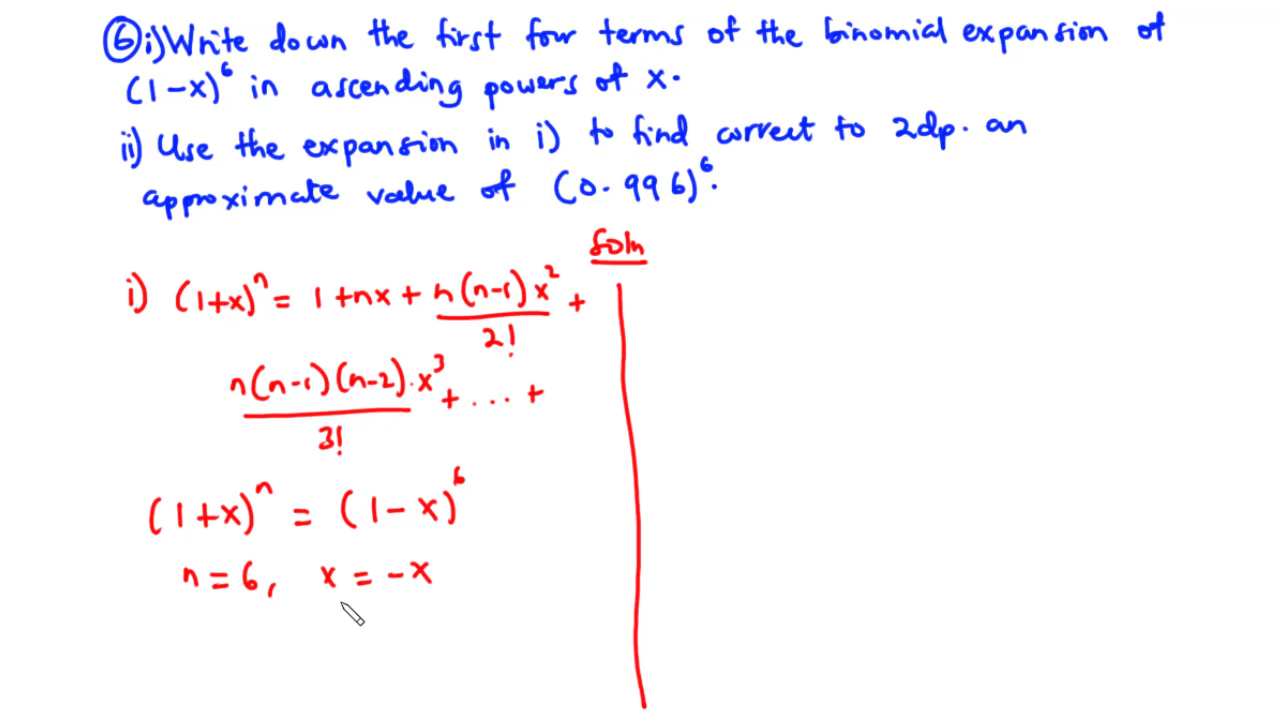 ⑥ i) Write down the first four terms of the binomial expansion of
(1-x)⁶ in ascending powers of x.
ii) Use the expansion in i) to find correct to 2dp. an
approximate value of (0.996)⁶.
Soln
i) (1+x)ⁿ = 1 + nx + n(n-1)x²/2! +
n(n-1)(n-2).x³/3! + ... +
(1+x)ⁿ = (1-x)⁶
n = 6, x = -x